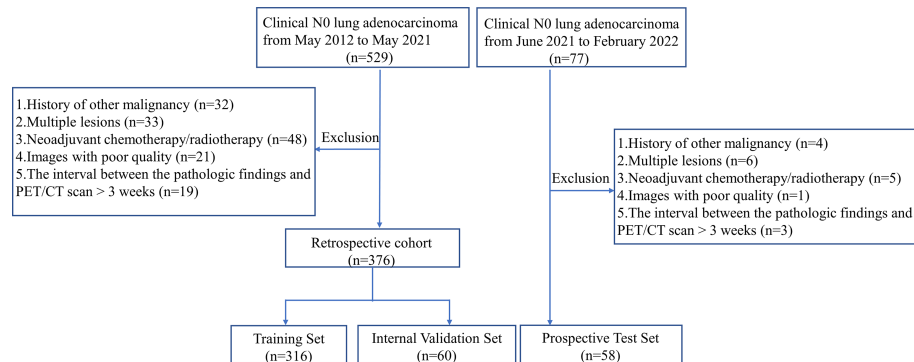 Clinical N0 lung adenocarcinoma
from May 2012 to May 2021
(n=529)
Clinical N0 lung adenocarcinoma
from June 2021 to February 2022
(n=77)
1.History of other malignancy (n=32)
2.Multiple lesions (n=33)
3.Neoadjuvant chemotherapy/radiotherapy (n=48)
4.Images with poor quality (n=21)
5.The interval between the pathologic findings and
PET/CT scan > 3 weeks (n=19)
Exclusion
Exclusion
1.History of other malignancy (n=4)
2.Multiple lesions (n=6)
3.Neoadjuvant chemotherapy/radiotherapy (n=5)
4.Images with poor quality (n=1)
5.The interval between the pathologic findings and
PET/CT scan > 3 weeks (n=3)
Retrospective cohort
(n=376)
Training Set
(n=316)
Internal Validation Set
(n=60)
Prospective Test Set
(n=58)